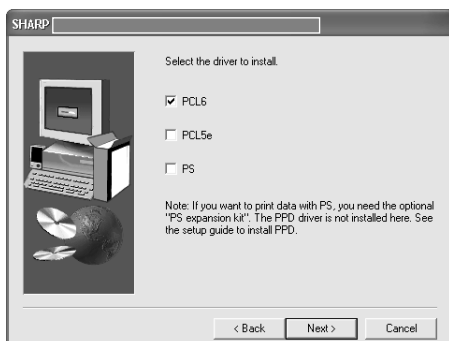 SHARP
Select the driver to install.
PCL6
PCL5e
PS
Note: If you want to print data with PS, you need the optional
"PS expansion kit". The PPD driver is not installed here. See
the setup guide to install PPD.
< Back
Next >
Cancel